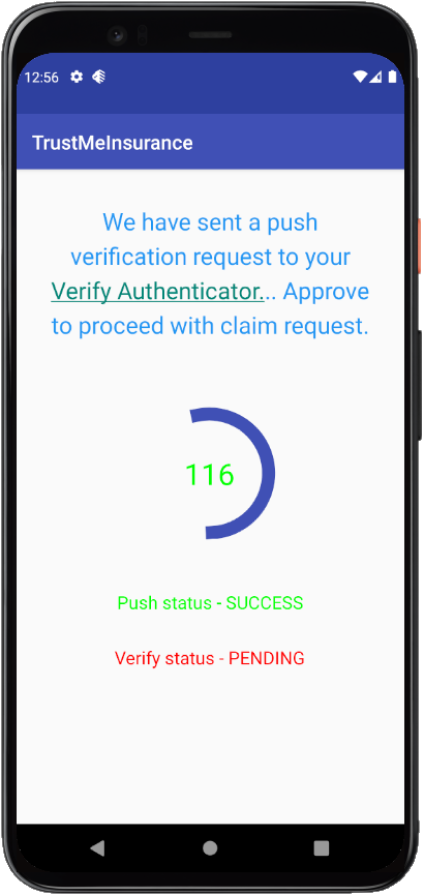 12:56
TrustMeInsurance
We have sent a push
verification request to your
Verify Authenticator... Approve
to proceed with claim request.
116
Push status - SUCCESS
Verify status - PENDING